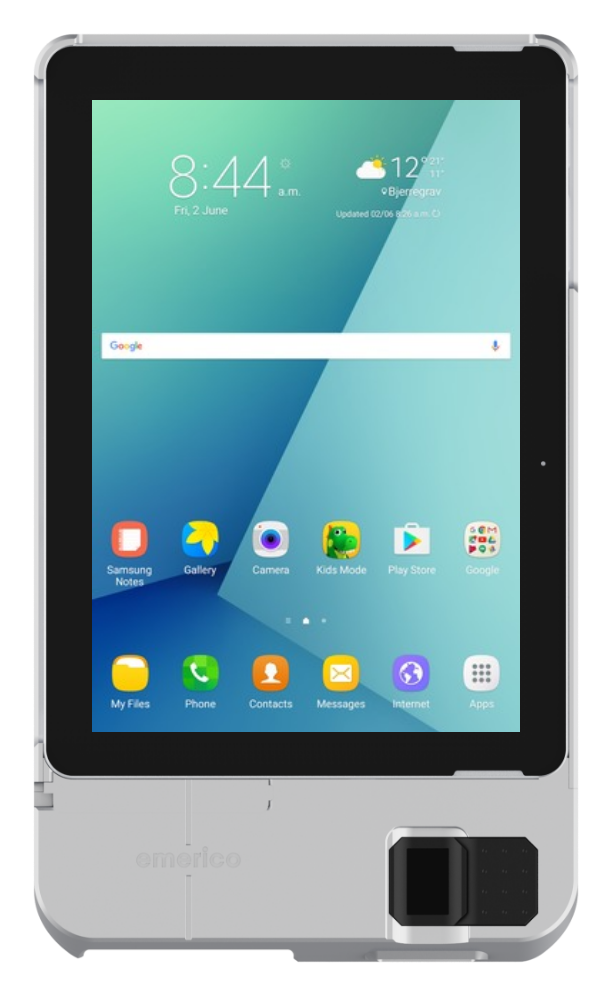 8:44 a.m.
Fri, 2 June
12° 21°
11°
Bjerregrav
Updated 02/06 8:26 a.m.
Google
Samsung Notes
Gallery
Camera
Kids Mode
Play Store
Google
My Files
Phone
Contacts
Messages
Internet
Apps
emerico